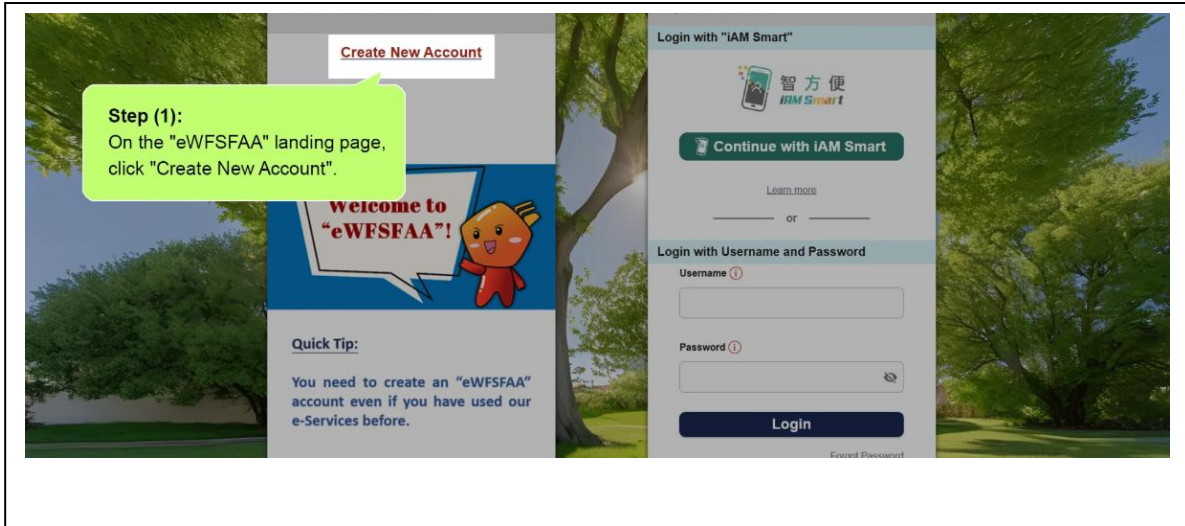 Create New Account
Step (1):
On the "eWFSFAA" landing page,
click "Create New Account".
Welcome to
“eWFSFAA”!
Quick Tip:
You need to create an “eWFSFAA”
account even if you have used our
e-Services before.
Login with "iAM Smart"
智方便
iAM Smart
Continue with iAM Smart
Learn more
or
Login with Username and Password
Username
Password
Login
Forgot Password